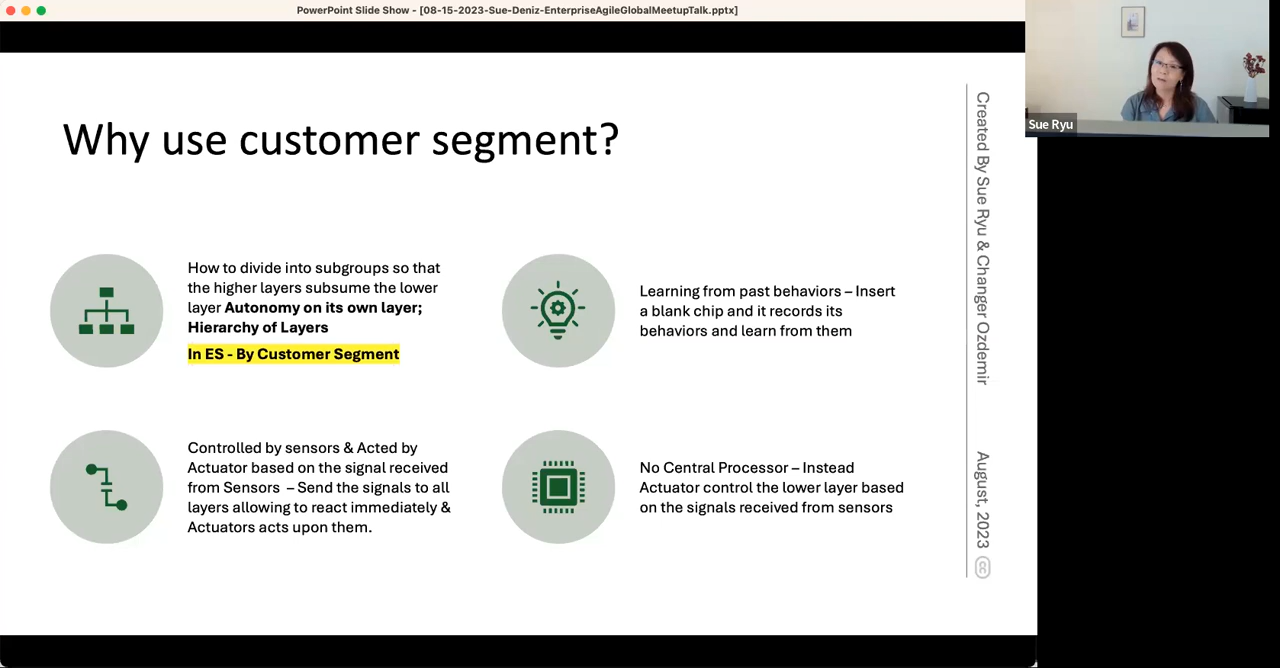 PowerPoint Slide Show - [08-15-2023-Sue-Deniz-EnterpriseAgileGlobalMeetupTalk.pptx]
Why use customer segment?
How to divide into subgroups so that
the higher layers subsume the lower
layer Autonomy on its own layer;
Hierarchy of Layers
In ES - By Customer Segment
Learning from past behaviors – Insert
a blank chip and it records its
behaviors and learn from them
Controlled by sensors & Acted by
Actuator based on the signal received
from Sensors – Send the signals to all
layers allowing to react immediately &
Actuators acts upon them.
No Central Processor – Instead
Actuator control the lower layer based
on the signals received from sensors
Created By Sue Ryu & Changer Ozdemir
August, 2023
cc
Sue Ryu